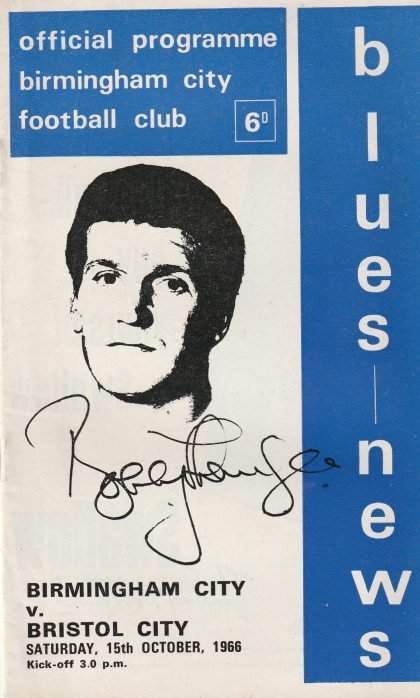 official programme
birmingham city
football club
6D
blues|news
Bobby
BIRMINGHAM CITY
v.
BRISTOL CITY
SATURDAY, 15th OCTOBER, 1966
Kick-off 3.0 p.m.